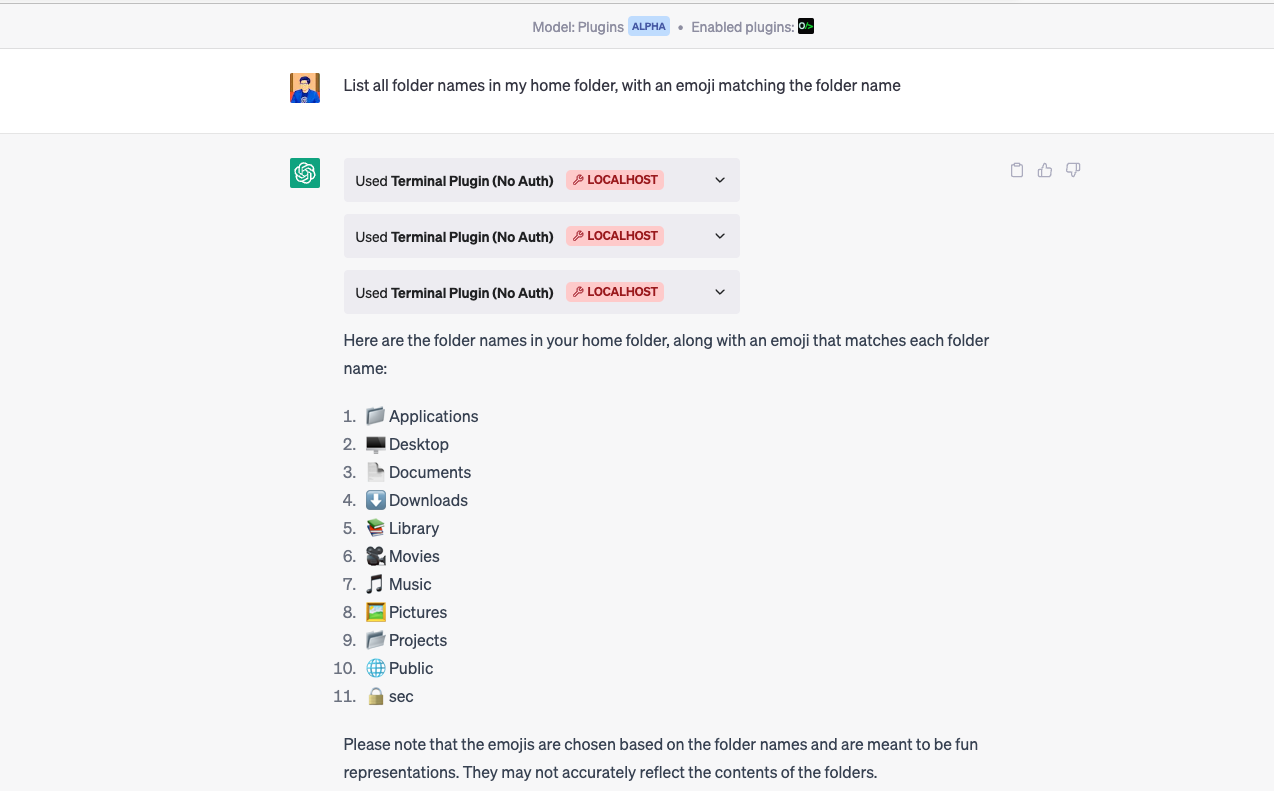 Model: Plugins ALPHA • Enabled plugins: O/>
List all folder names in my home folder, with an emoji matching the folder name
Used Terminal Plugin (No Auth) LOCALHOST
Used Terminal Plugin (No Auth) LOCALHOST
Used Terminal Plugin (No Auth) LOCALHOST
Here are the folder names in your home folder, along with an emoji that matches each folder
name:
1. 📁 Applications
2. 🖥️ Desktop
3. 📄 Documents
4. ⬇️ Downloads
5. 📚 Library
6. 🎥 Movies
7. 🎵 Music
8. 🖼️ Pictures
9. 📂 Projects
10. 🌐 Public
11. 🔒 sec
Please note that the emojis are chosen based on the folder names and are meant to be fun
representations. They may not accurately reflect the contents of the folders.